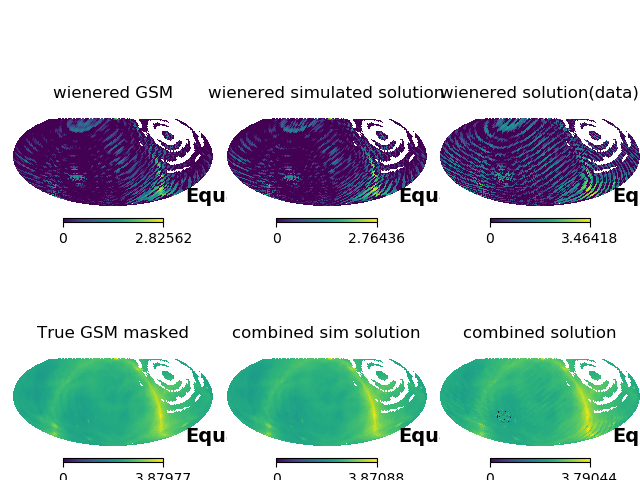 wienered GSM
wienered simulated solution
wienered solution(data)
Equ
Equ
Eq
0 2.82562
0 2.76436
0 3.46418
True GSM masked
combined sim solution
combined solution
Equ
Equ
Eq
0 3.87977
0 3.87088
0 3.79044